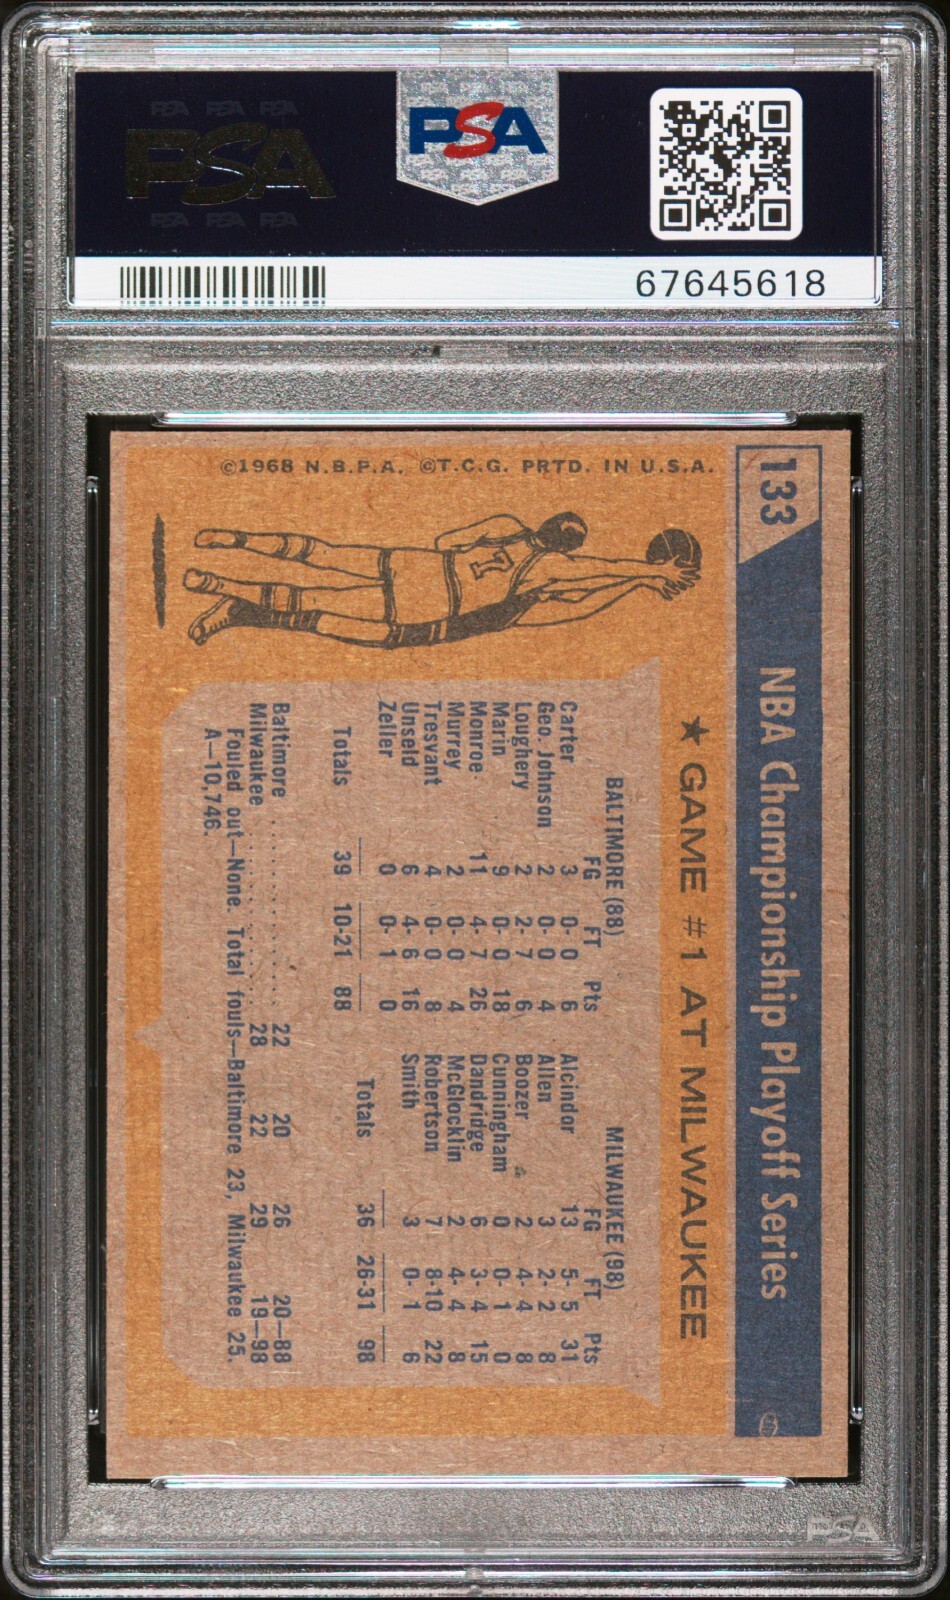 PSA PSA PSA
PSA
PSA PSA PSA
PSA
67645618
133
NBA Championship Playoff Series
★ GAME #1 AT MILWAUKEE
BALTIMORE (88)
FG FT Pts
Carter 3 0- 0 6
Geo. Johnson 2 0- 0 4
Loughery 2 2- 7 6
Marin 9 0- 0 18
Monroe 11 4- 7 26
Murrey 2 0- 0 4
Tresvant 4 0- 0 8
Unseld 6 4- 6 16
Zeller 0 0- 1 0
Totals 39 10-21 88
MILWAUKEE (98)
FG FT Pts
Alcindor 13 5- 5 31
Allen 3 2- 2 8
Boozer 2 4- 4 8
Cunningham 0 0- 1 0
Dandridge 6 3- 4 15
McGlocklin 2 4- 4 8
Robertson 7 8-10 22
Smith 3 0- 1 6
Totals 36 26-31 98
Baltimore .......... 22 20 26 20—88
Milwaukee .......... 28 22 29 19—98
Fouled out—None. Total fouls—Baltimore 23, Milwaukee 25.
A—10,746.
7
©1968 N.B.P.A. ©T.C.G. PRTD. IN U.S.A.
PSA